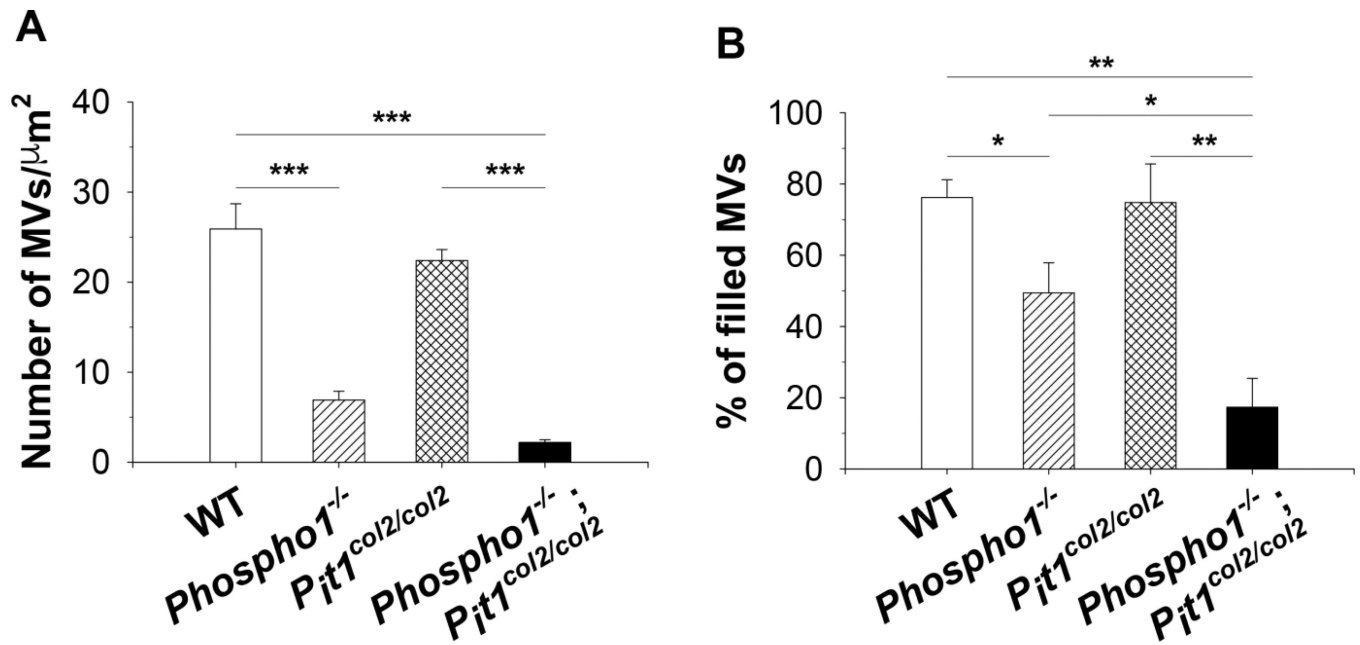 A
Number of MVs/μm²
40
30
20
10
0
***
***
***
WT
Phospho1⁻/⁻
Pᵢt1ᶜᵒˡ²/ᶜᵒˡ²
Phospho1⁻/⁻;
Pᵢt1ᶜᵒˡ²/ᶜᵒˡ²
B
% of filled MVs
100
80
60
40
20
0
**
*
*
**
WT
Phospho1⁻/⁻
Pᵢt1ᶜᵒˡ²/ᶜᵒˡ²
Phospho1⁻/⁻;
Pᵢt1ᶜᵒˡ²/ᶜᵒˡ²